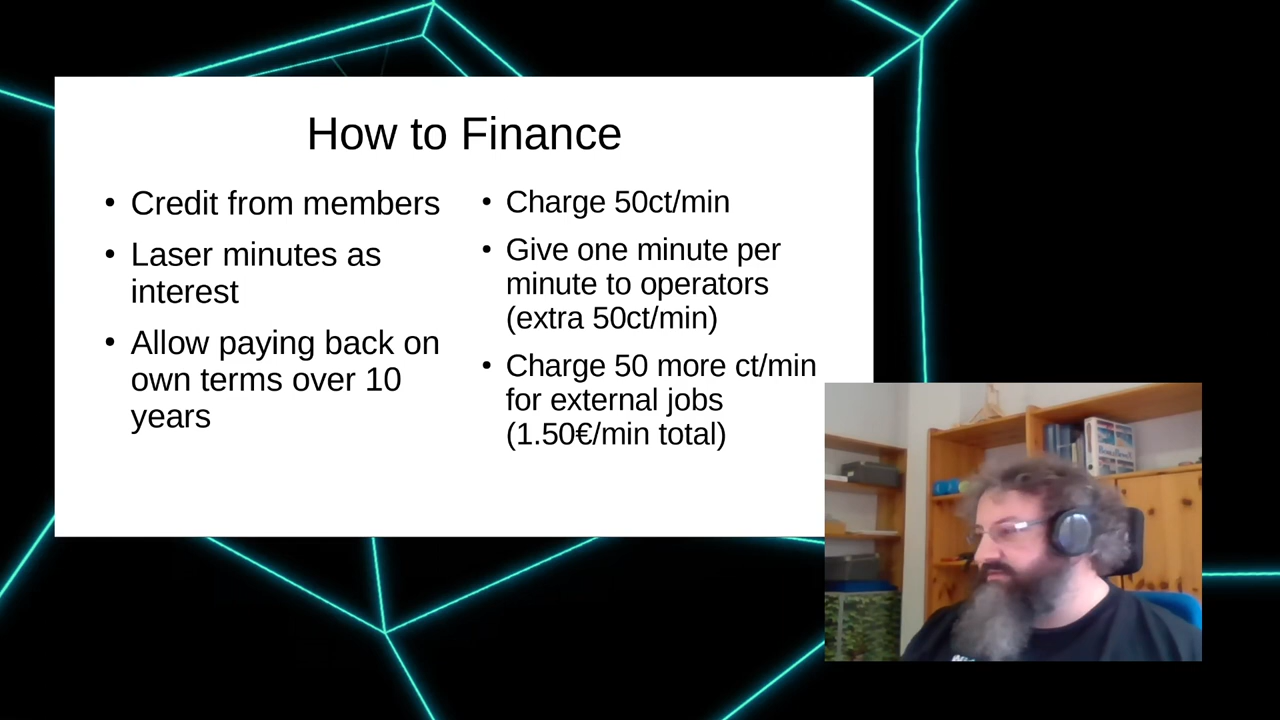 How to Finance
• Credit from members
• Laser minutes as
interest
• Allow paying back on
own terms over 10
years
• Charge 50ct/min
• Give one minute per
minute to operators
(extra 50ct/min)
• Charge 50 more ct/min
for external jobs
(1.50€/min total)